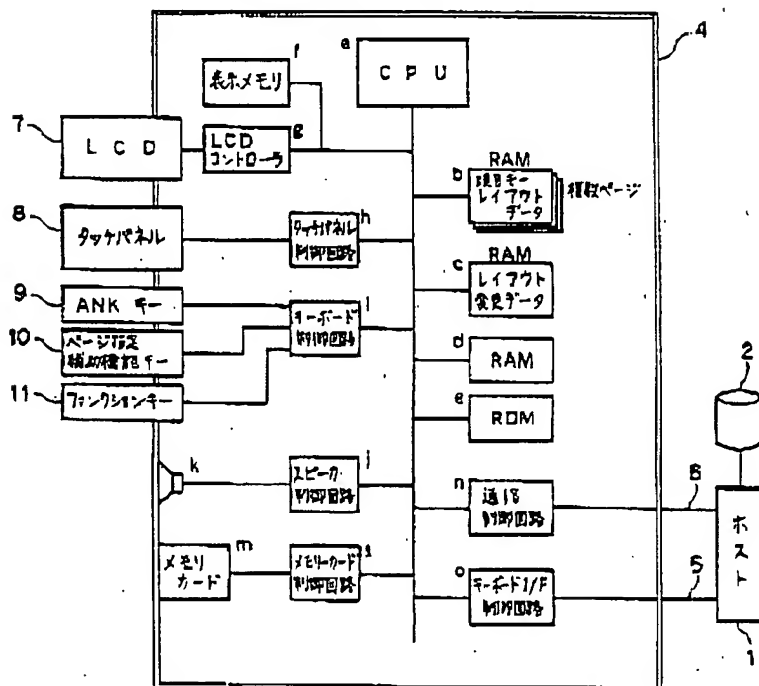 4
a
CPU
f
表示メモリ
7
LCD
g
LCD
コントローラ
b
RAM
項目キー
レイアウト
データ
複数ページ
8
タッチパネル
h
タッチパネル
制御回路
c
RAM
レイアウト
変更データ
9
ANK キー
10
ページ設定
補助機能キー
11
ファンクションキー
i
キーボード
制御回路
d
RAM
e
ROM
2
k
j
スピーカ
制御回路
n
通信
制御回路
6
m
メモリ
カード
l
メモリーカード
制御回路
o
キーボードI/F
制御回路
5
ホスト
1